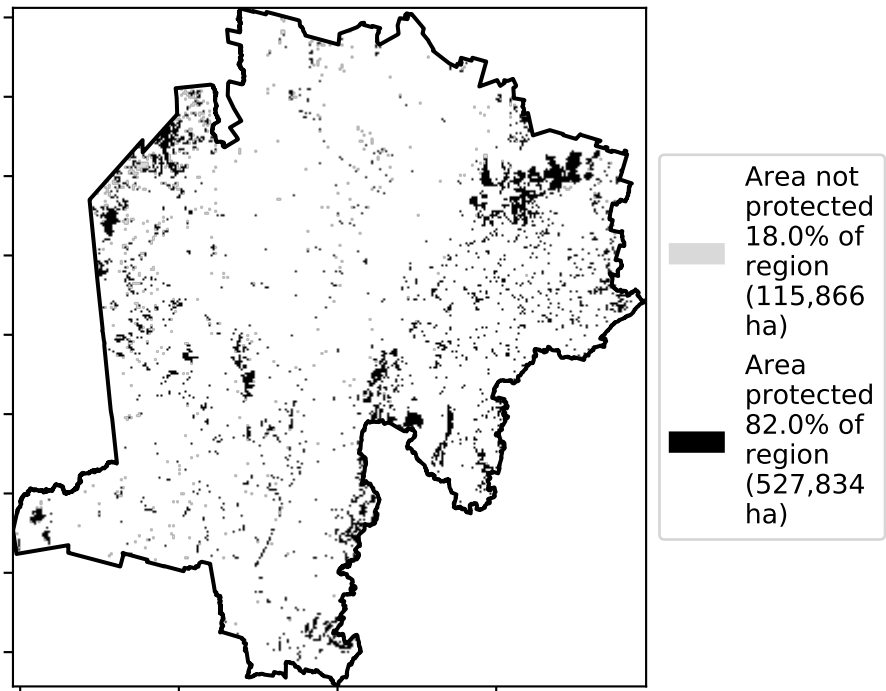 Area not
protected
18.0% of
region
(115,866
ha)
Area
protected
82.0% of
region
(527,834
ha)